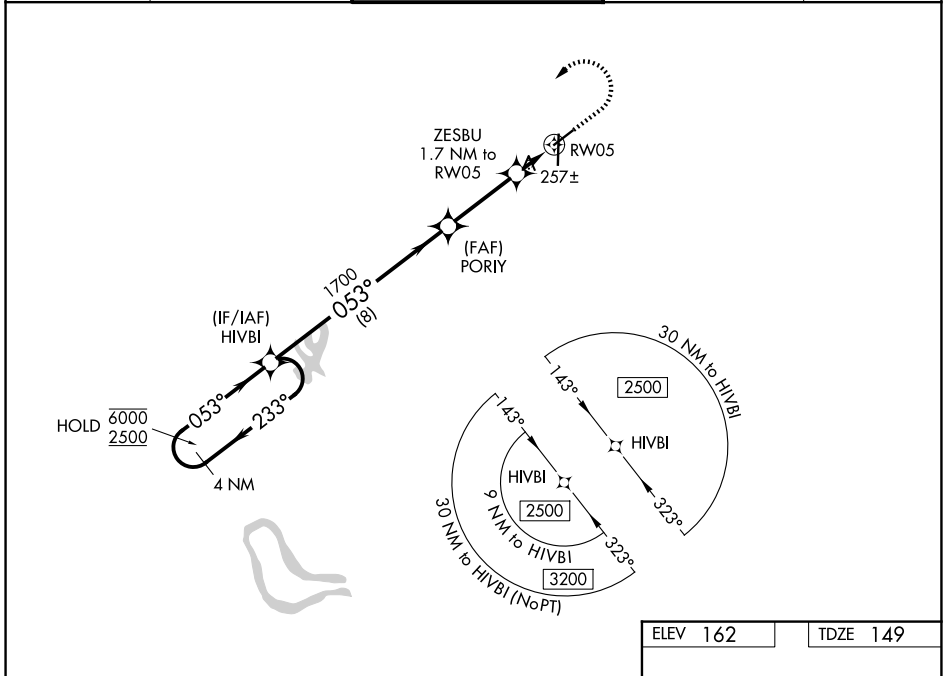 ZESBU
1.7 NM to
RW05
RW05
257±
(FAF)
PORIY
1700
053°
(8)
(IF/IAF)
HIVBI
053°
233°
HOLD 6000
2500
4 NM
30 NM to HIVBI
143°
2500
HIVBI
323°
143°
HIVBI
2500
9 NM to HIVBI
323°
3200
30 NM to HIVBI (NoPT)
ELEV 162
TDZE 149